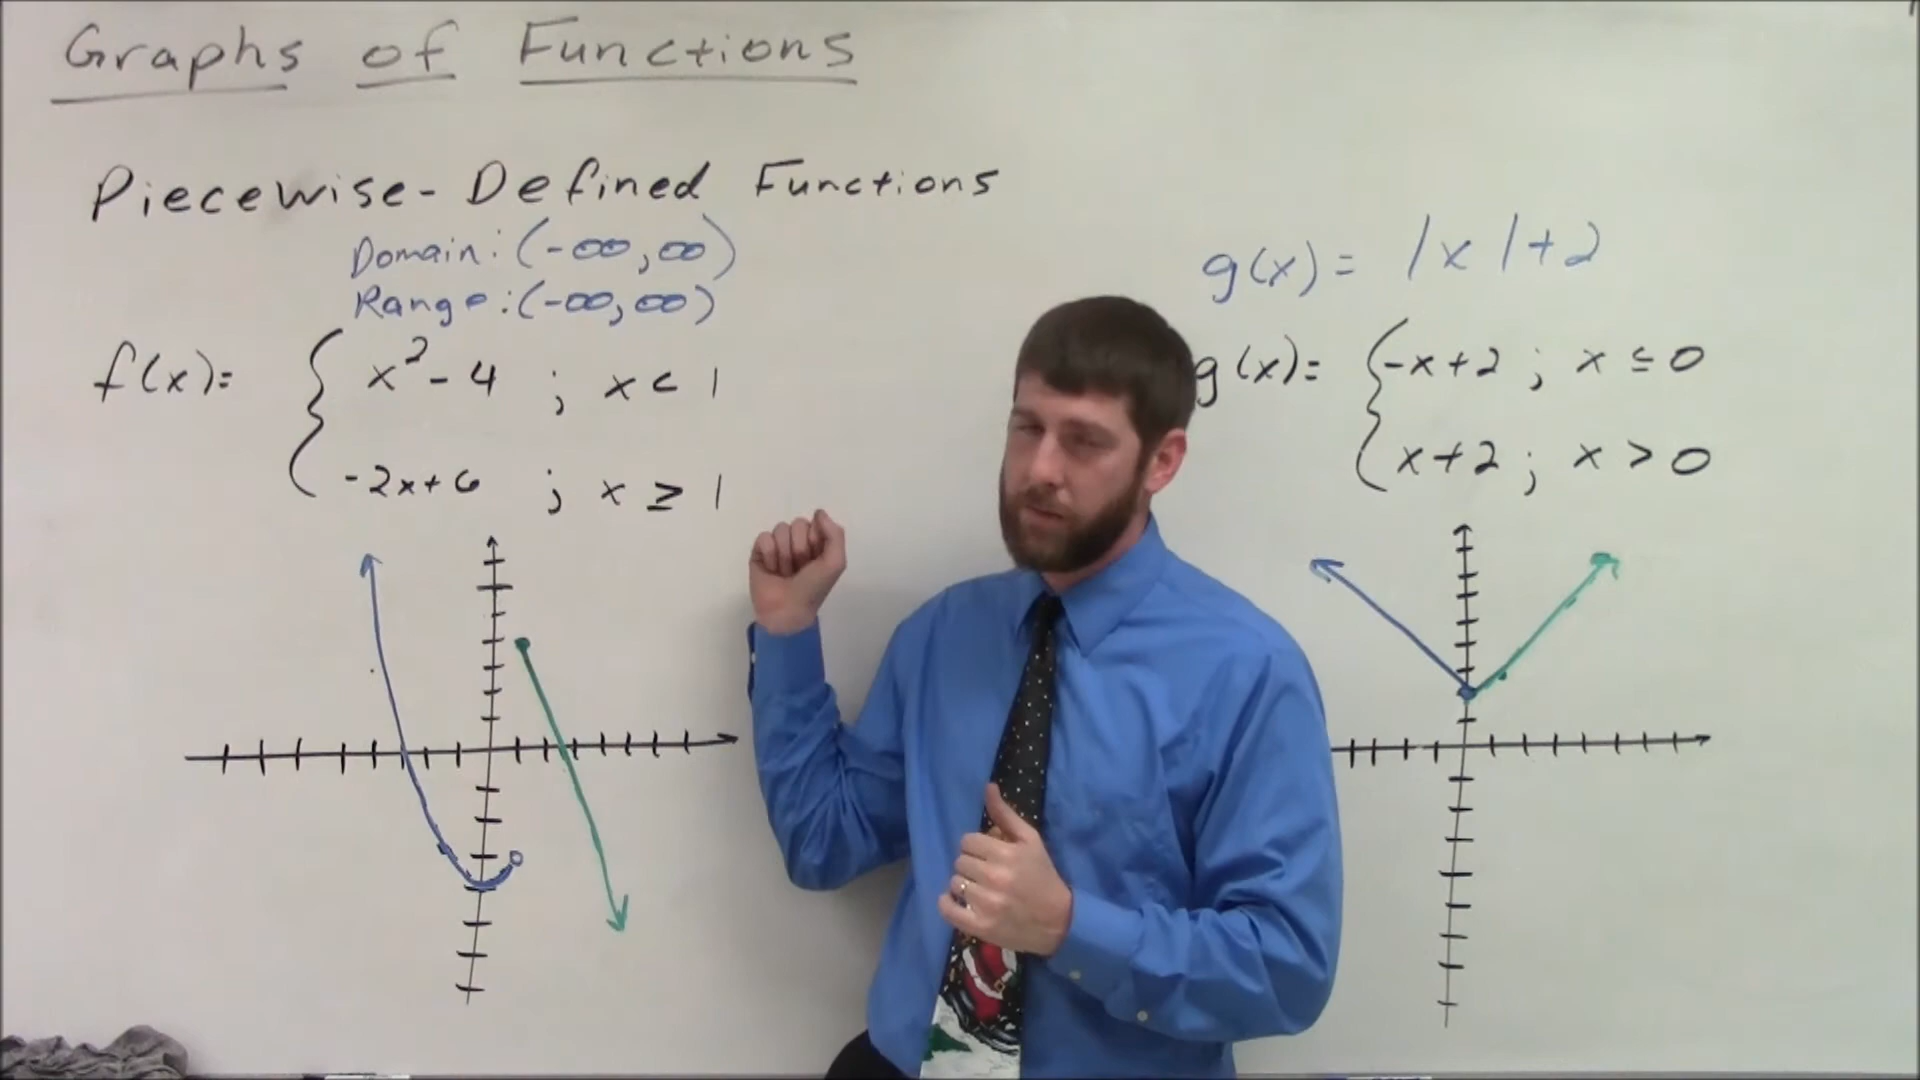 Graphs of Functions
Piecewise-Defined Functions
Domain: (-∞,∞)
Range: (-∞,∞)
f(x)= { x²-4 ; x < 1
-2x+6 ; x ≥ 1
g(x)= |x|+2
g(x)= { -x+2 ; x ≤ 0
x+2 ; x > 0